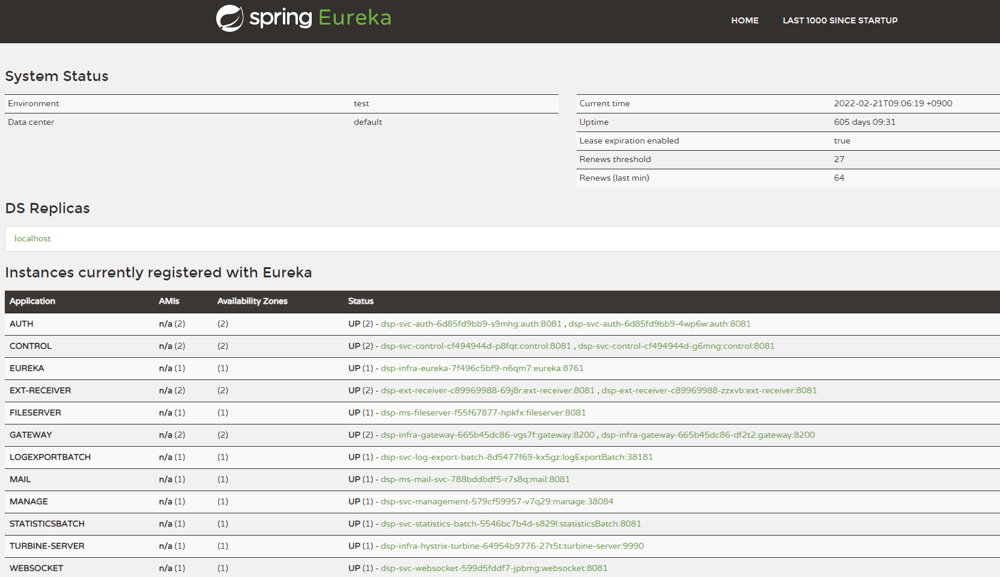 spring Eureka
HOME LAST 1000 SINCE STARTUP
System Status
Environment test
Data center default
Current time 2022-02-21T09:06:19 +0900
Uptime 605 days 09:31
Lease expiration enabled true
Renews threshold 27
Renews (last min) 64
DS Replicas
localhost
Instances currently registered with Eureka
Application AMIs Availability Zones Status
AUTH n/a (2) (2) UP (2) - dsp-svc-auth-6d85fd9bb9-s9mhg:auth:8081 , dsp-svc-auth-6d85fd9bb9-4wp6w:auth:8081
CONTROL n/a (2) (2) UP (2) - dsp-svc-control-cf494944d-p8fqt:control:8081 , dsp-svc-control-cf494944d-g6mng:control:8081
EUREKA n/a (1) (1) UP (1) - dsp-infra-eureka-7f496c5bf9-n6qm7:eureka:8761
EXT-RECEIVER n/a (2) (2) UP (2) - dsp-ext-receiver-c89969988-69j8r:ext-receiver:8081 , dsp-ext-receiver-c89969988-zzxvb:ext-receiver:8081
FILESERVER n/a (1) (1) UP (1) - dsp-ms-fileserver-f55f67877-hpkfx:fileserver:8081
GATEWAY n/a (2) (2) UP (2) - dsp-infra-gateway-665b45dc86-vgs7f:gateway:8200 , dsp-infra-gateway-665b45dc86-df2t2:gateway:8200
LOGEXPORTBATCH n/a (1) (1) UP (1) - dsp-svc-log-export-batch-8d5477f69-kx5gz:logExportBatch:38181
MAIL n/a (1) (1) UP (1) - dsp-ms-mail-svc-788bddbdf5-r7s8q:mail:8081
MANAGE n/a (1) (1) UP (1) - dsp-svc-management-579cf59957-v7q29:manage:38084
STATISTICSBATCH n/a (1) (1) UP (1) - dsp-svc-statistics-batch-5546bc7b4d-s829l:statisticsBatch:8081
TURBINE-SERVER n/a (1) (1) UP (1) - dsp-infra-hystrix-turbine-64954b9776-27t5t:turbine-server:9990
WEBSOCKET n/a (1) (1) UP (1) - dsp-svc-websocket-599d5fddf7-jpbmg:websocket:8081